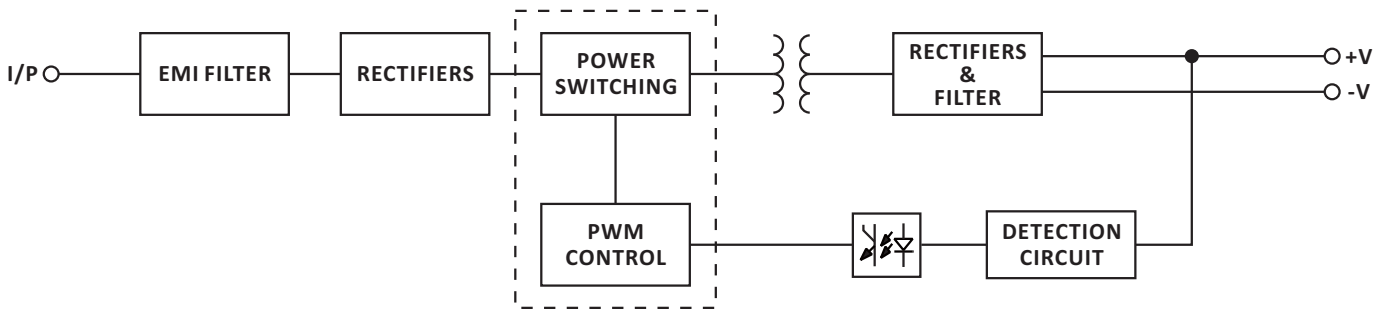 I/P
EMI FILTER
RECTIFIERS
POWER
SWITCHING
RECTIFIERS
&
FILTER
+V
-V
PWM
CONTROL
DETECTION
CIRCUIT